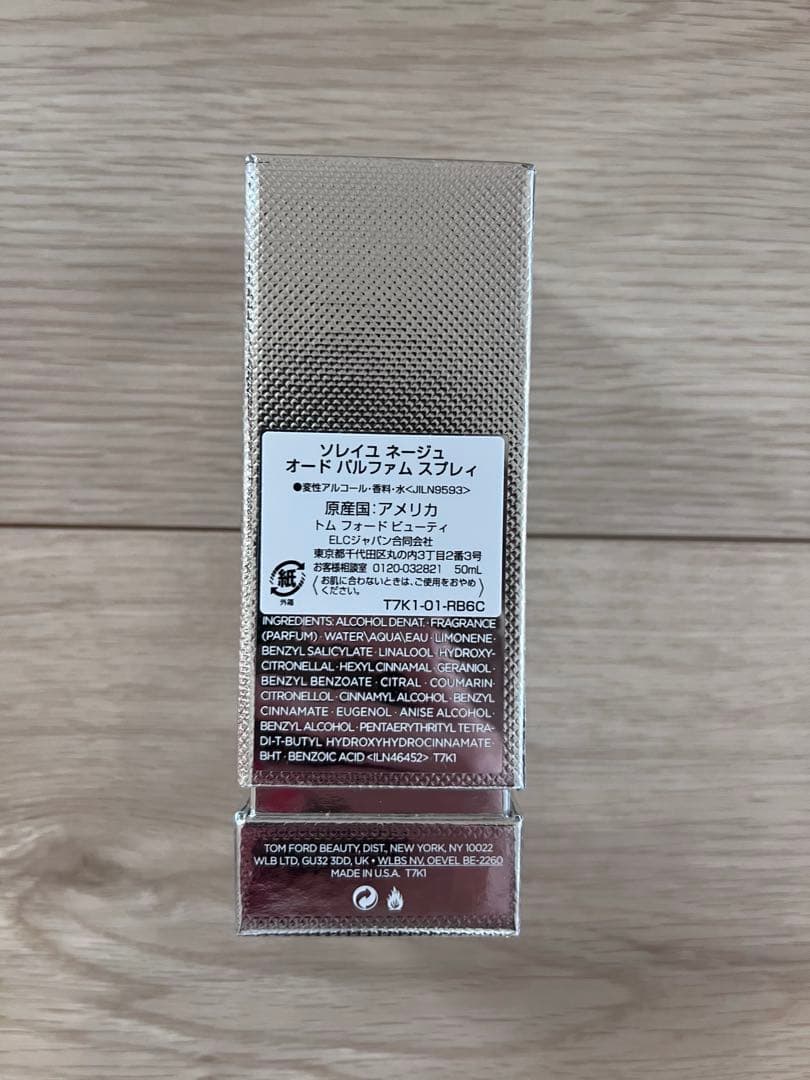 ソレイユ ネージュ
オード パルファム スプレィ
●変性アルコール・香料・水<JILN9593>
原産国:アメリカ
トム フォード ビューティ
ELCジャパン合同会社
東京都千代田区丸の内3丁目2番3号
お客様相談室 0120-032821 50mL
〈お肌に合わないときは、ご使用をおやめ
ください。〉
紙
外箱
T7K1-01-RB6C
INGREDIENTS: ALCOHOL DENAT. · FRAGRANCE
(PARFUM) · WATER\AQUA\EAU · LIMONENE ·
BENZYL SALICYLATE · LINALOOL · HYDROXY-
CITRONELLAL · HEXYL CINNAMAL · GERANIOL ·
BENZYL BENZOATE · CITRAL · COUMARIN ·
CITRONELLOL · CINNAMYL ALCOHOL · BENZYL
CINNAMATE · EUGENOL · ANISE ALCOHOL ·
BENZYL ALCOHOL · PENTAERYTHRITYL TETRA-
DI-T-BUTYL HYDROXYHYDROCINNAMATE ·
BHT · BENZOIC ACID <ILN46452> T7K1
TOM FORD BEAUTY, DIST., NEW YORK, NY 10022
WLB LTD, GU32 3DD, UK • WLBS NV, OEVEL BE-2260
MADE IN U.S.A. T7K1